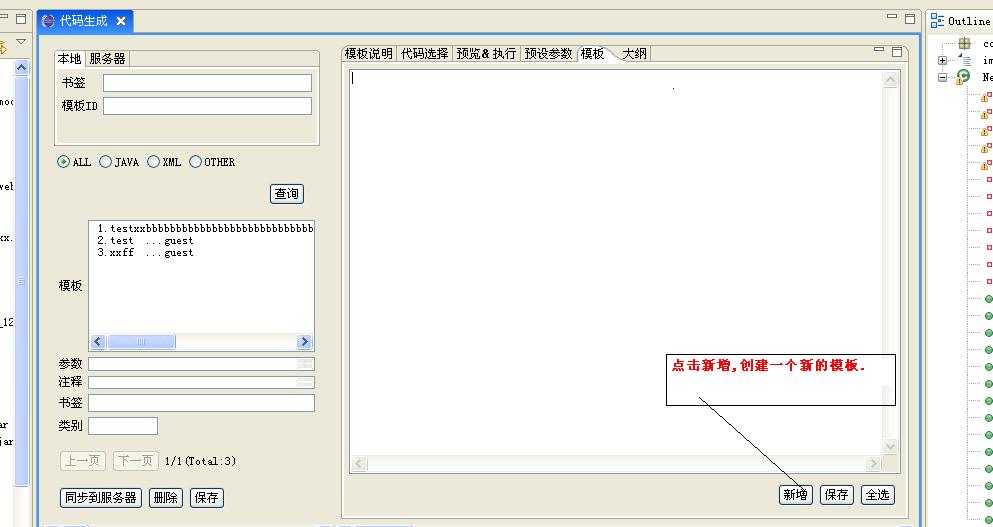 代码生成
Outline
本地 服务器
模板说明 代码选择 预览& 执行 预设参数 模板 大纲
书签
模板ID
ALL JAVA XML OTHER
查询
1.testxxbbbbbbbbbbbbbbbbbbbbbbbbbbbb
2.test ...guest
3.xxff ...guest
模板
参数
注释
书签
类别
点击新增,创建一个新的模板.
上一页 下一页 1/1(Total:3)
同步到服务器 删除 保存
新增 保存 全选